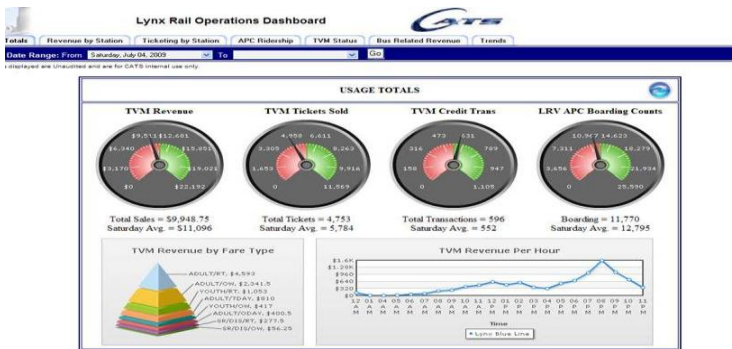 Lynx Rail Operations Dashboard
CATS
Totals Revenue by Station Ticketing by Station APC Ridership TVM Status Bus Related Revenue Trends
Date Range: From Saturday, July 04, 2009 To Go
displayed are Unaudited and are for CATS internal use only.
USAGE TOTALS
TVM Revenue TVM Tickets Sold TVM Credit Trans LRV APC Boarding Counts
$9,511 $12,681 4,958 6,611 473 631 10,967 14,623
$6,340 $15,851 3,305 8,263 316 789 7,311 18,279
$3,170 $19,021 1,653 9,916 158 947 3,656 21,934
$0 $22,192 0 11,569 0 1,105 0 25,590
Total Sales = $9,948.75 Total Tickets = 4,753 Total Transactions = 596 Boarding = 11,770
Saturday Avg. = $11,096 Saturday Avg. = 5,784 Saturday Avg. = 552 Saturday Avg. = 12,795
TVM Revenue by Fare Type
ADULT/RT, $4,593
ADULT/OW, $2,341.5
YOUTH/RT, $1,053
ADULT/7DAY, $810
YOUTH/OW, $417
ADULT/ODAY, $400.5
SR/DIS/RT, $277.5
SR/DIS/OW, $56.25
TVM Revenue Per Hour
$1.6K
$1.28K
$960
$640
$320
$0
12 01 04 05 06 07 08 09 10 11 12 01 02 03 04 05 06 07 08 09 10 11
A A A A A A A A A A P P P P P P P P P P P P
M M M M M M M M M M M M M M M M M M M M M M
Time
Lynx Blue Line